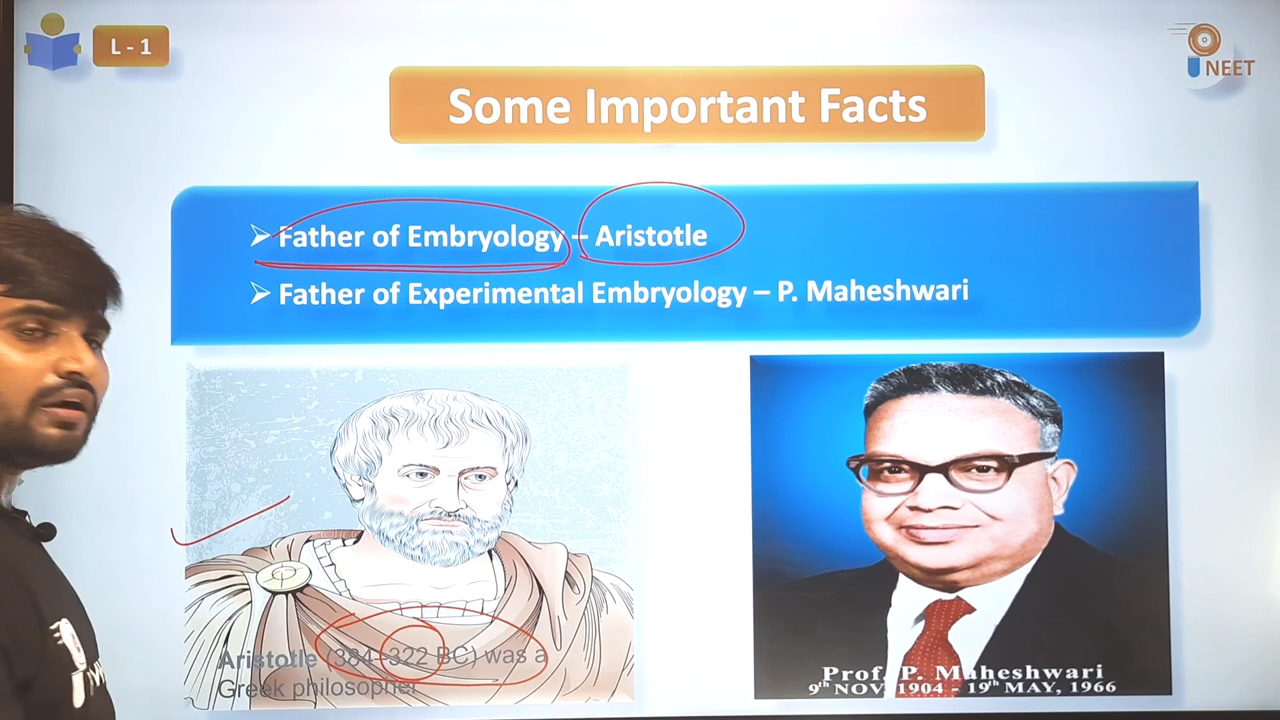 L - 1
NEET
Some Important Facts
➢ Father of Embryology – Aristotle
➢ Father of Experimental Embryology – P. Maheshwari
Aristotle (384–322 BC) was a
Greek philosopher
Prof. P. Maheshwari
9th NOV, 1904 - 19th MAY, 1966